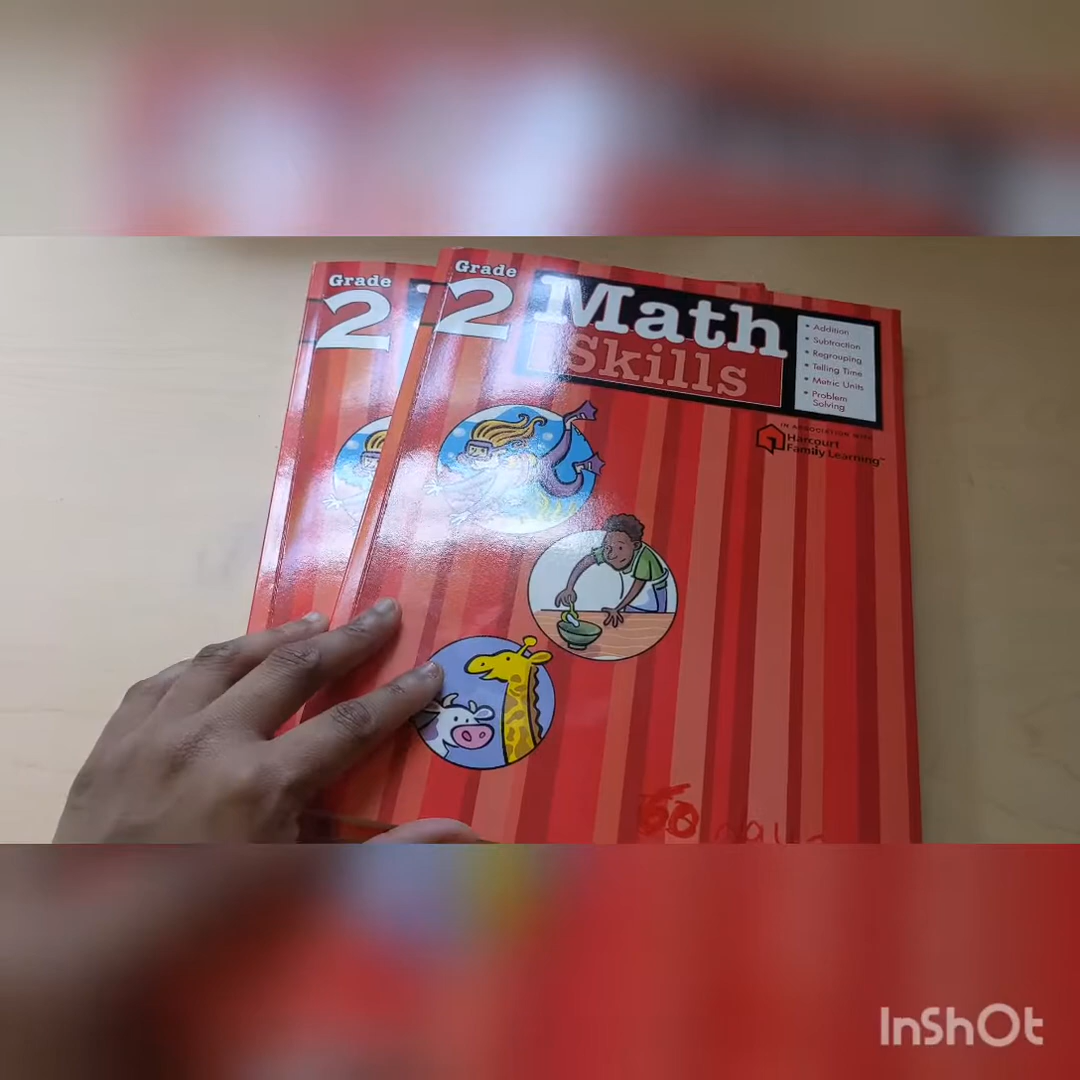 Grade
2
Grade
2
Math
Skills
• Addition
• Subtraction
• Regrouping
• Telling Time
• Metric Units
• Problem
Solving
IN ASSOCIATION WITH
Harcourt
Family Learning™
InShOt